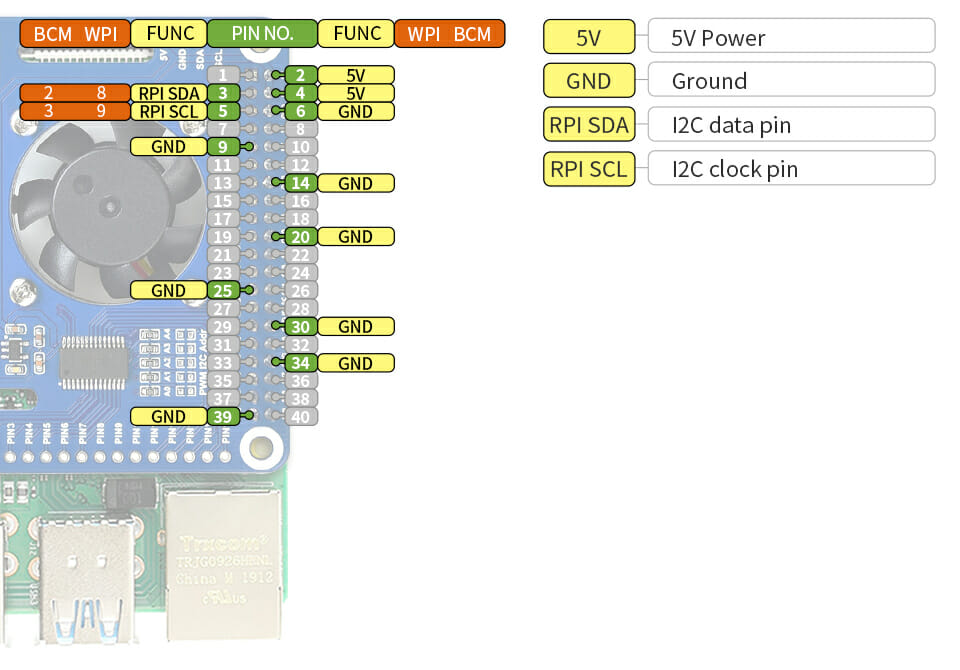 BCM WPI FUNC PIN NO. FUNC WPI BCM
5V GND SDA SCL
1 2 5V
2 8 RPI SDA 3 4 5V
3 9 RPI SCL 5 6 GND
7 8
GND 9 10
11 12
13 14 GND
15 16
17 18
19 20 GND
21 22
23 24
GND 25 26
27 28
29 30 GND
31 32
33 34 GND
35 36
37 38
GND 39 40
A4
A3
A2
A1
A0
PWM I2C Addr
PIN3 PIN4 PIN5 PIN6 PIN7 PIN8 PIN9
Trxcom
TRJG0926HENL
China M 1912
5V 5V Power
GND Ground
RPI SDA I2C data pin
RPI SCL I2C clock pin